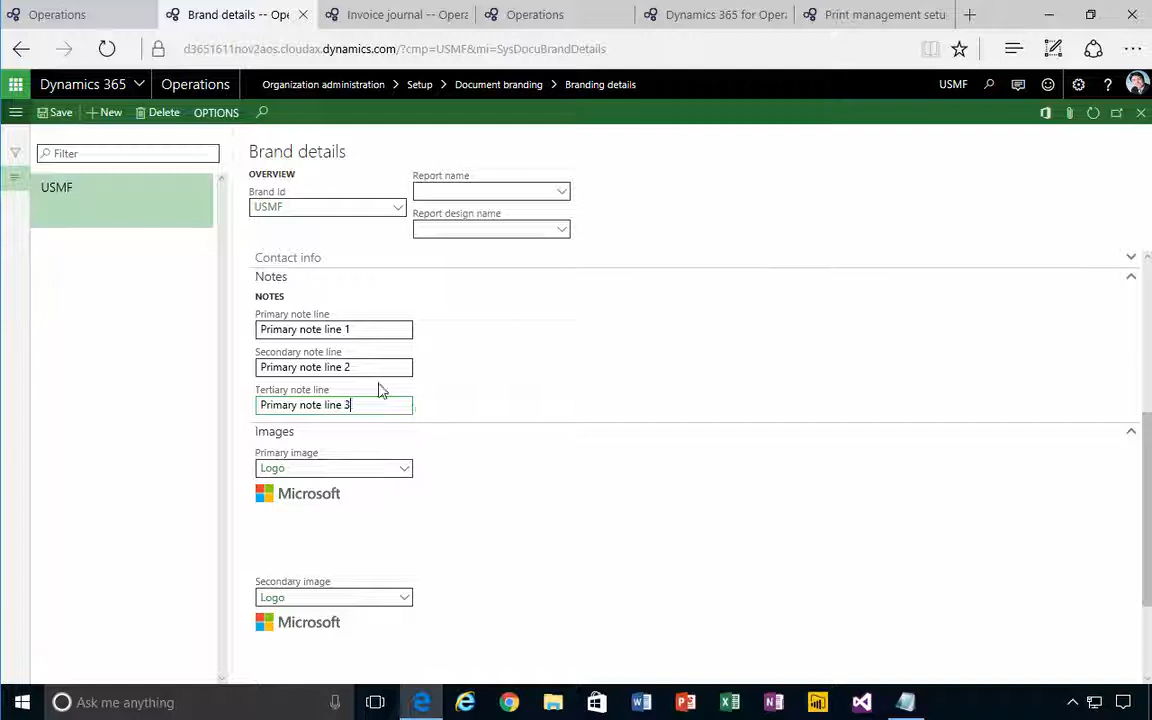 Operations
Brand details -- Ope
Invoice journal -- Opera
Operations
Dynamics 365 for Opera
Print management setu
d3651611nov2aos.cloudax.dynamics.com/?cmp=USMF&mi=SysDocuBrandDetails
Dynamics 365
Operations
Organization administration > Setup > Document branding > Branding details
USMF
Save
New
Delete
OPTIONS
Filter
USMF
Brand details
OVERVIEW
Brand Id
USMF
Report name
Report design name
Contact info
Notes
NOTES
Primary note line
Primary note line 1
Secondary note line
Primary note line 2
Tertiary note line
Primary note line 3
Images
Primary image
Logo
Microsoft
Secondary image
Logo
Microsoft
Ask me anything